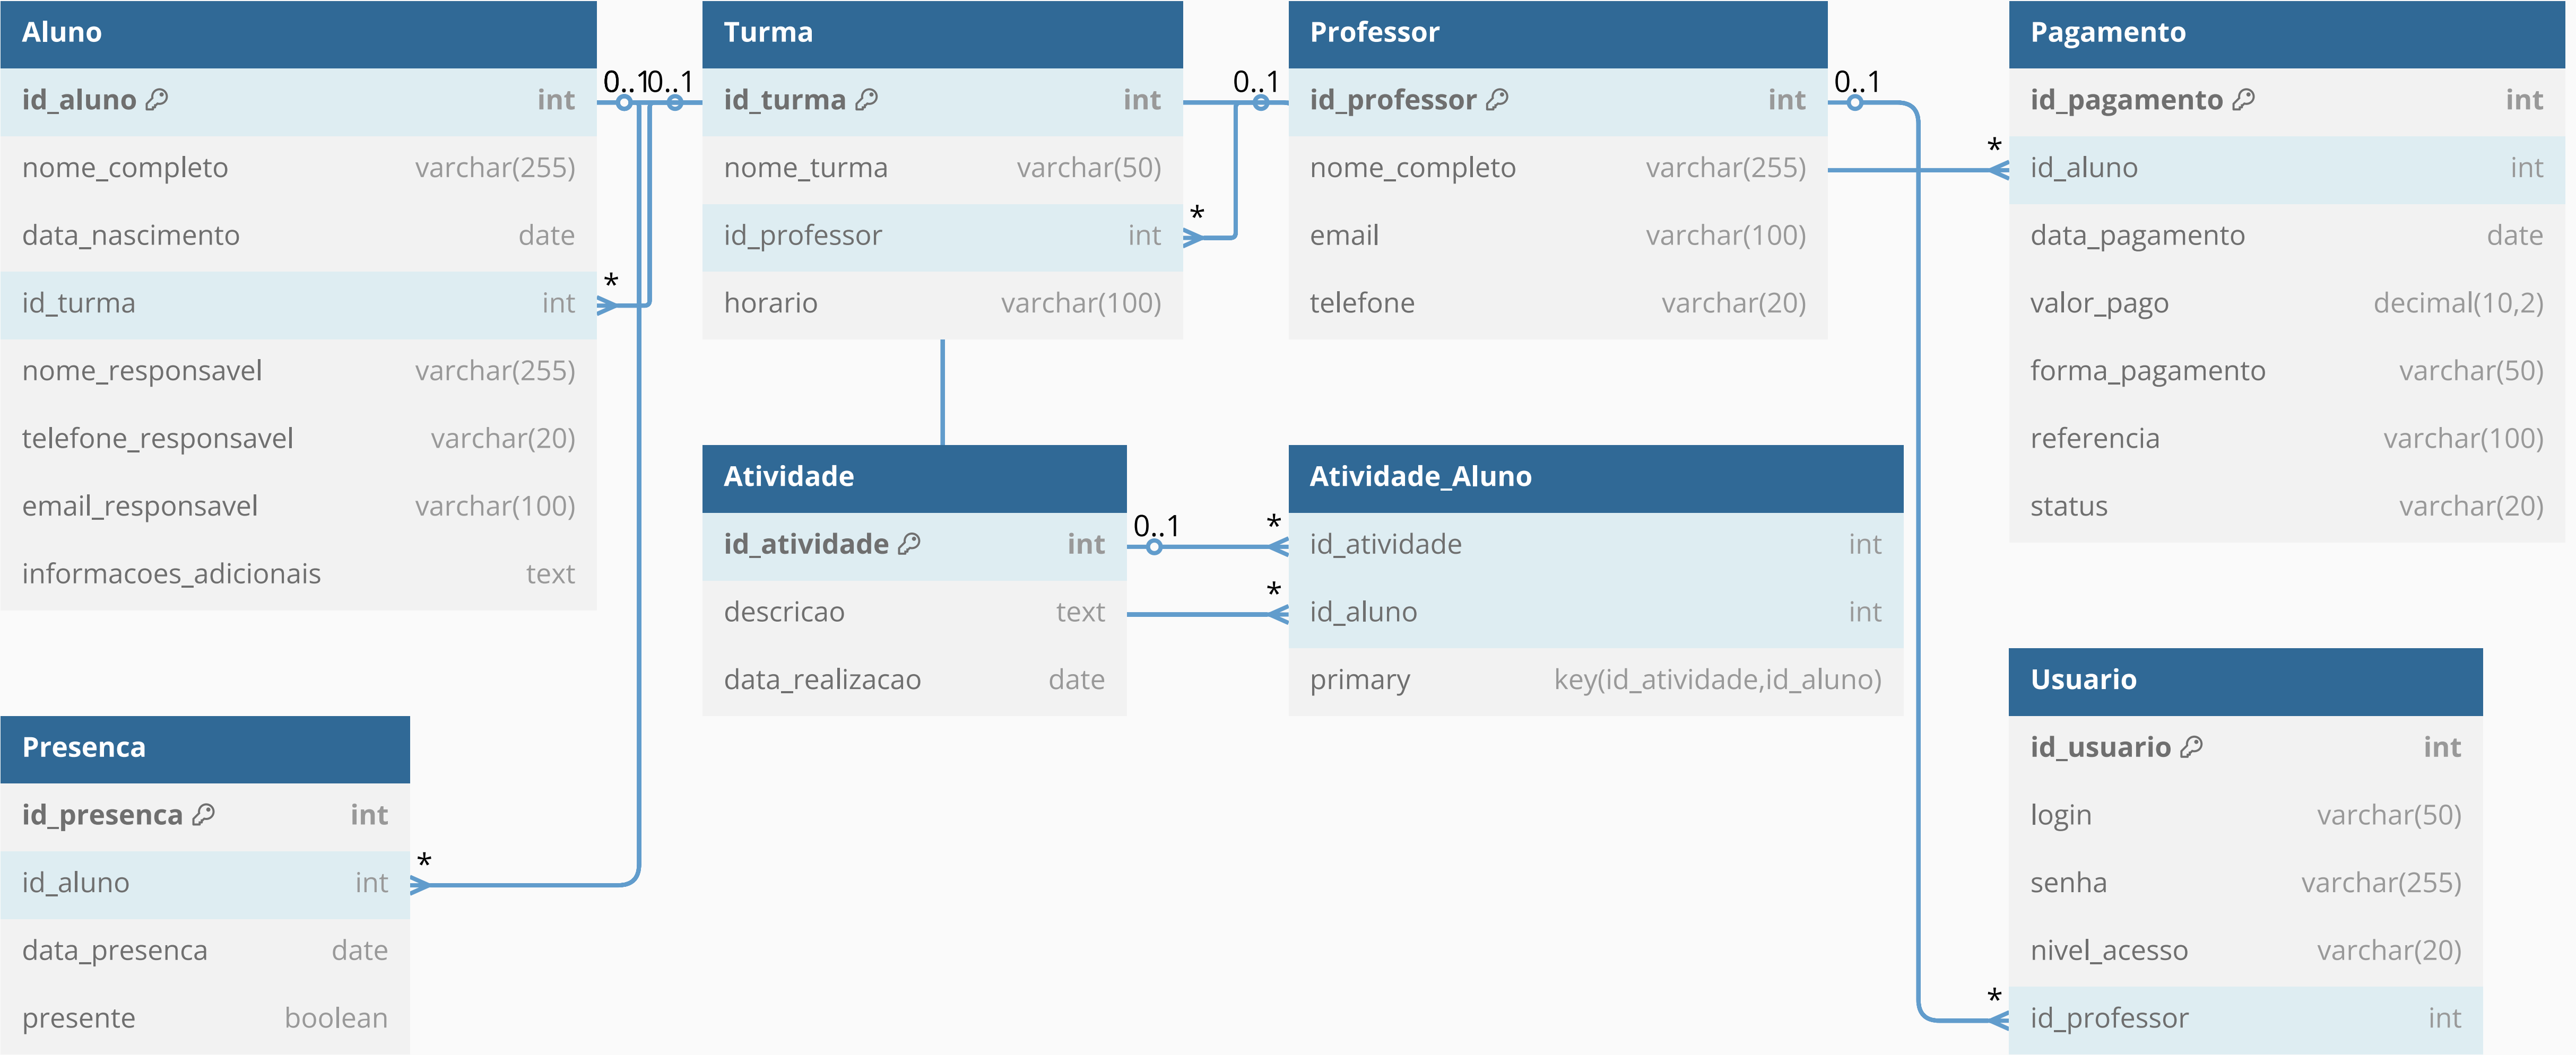 Aluno
id_aluno int
nome_completo varchar(255)
data_nascimento date
id_turma int
nome_responsavel varchar(255)
telefone_responsavel varchar(20)
email_responsavel varchar(100)
informacoes_adicionais text
0..1
0..1
*
Turma
id_turma int
nome_turma varchar(50)
id_professor int
horario varchar(100)
0..1
*
Professor
id_professor int
nome_completo varchar(255)
email varchar(100)
telefone varchar(20)
0..1
*
Pagamento
id_pagamento int
id_aluno int
data_pagamento date
valor_pago decimal(10,2)
forma_pagamento varchar(50)
referencia varchar(100)
status varchar(20)
Atividade
id_atividade int
descricao text
data_realizacao date
0..1
*
*
Atividade_Aluno
id_atividade int
id_aluno int
primary key(id_atividade,id_aluno)
Presenca
id_presenca int
id_aluno int
data_presenca date
presente boolean
*
Usuario
id_usuario int
login varchar(50)
senha varchar(255)
nivel_acesso varchar(20)
id_professor int
*